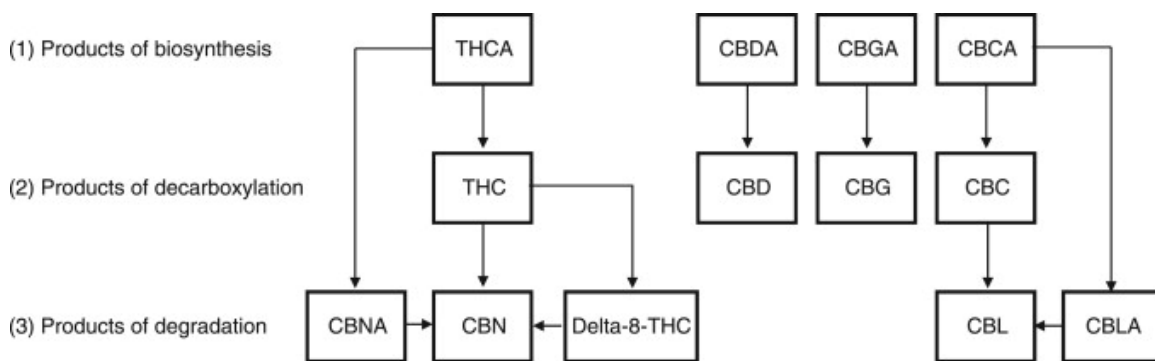 (1) Products of biosynthesis THCA CBDA CBGA CBCA
(2) Products of decarboxylation THC CBD CBG CBC
(3) Products of degradation CBNA CBN Delta-8-THC CBL CBLA